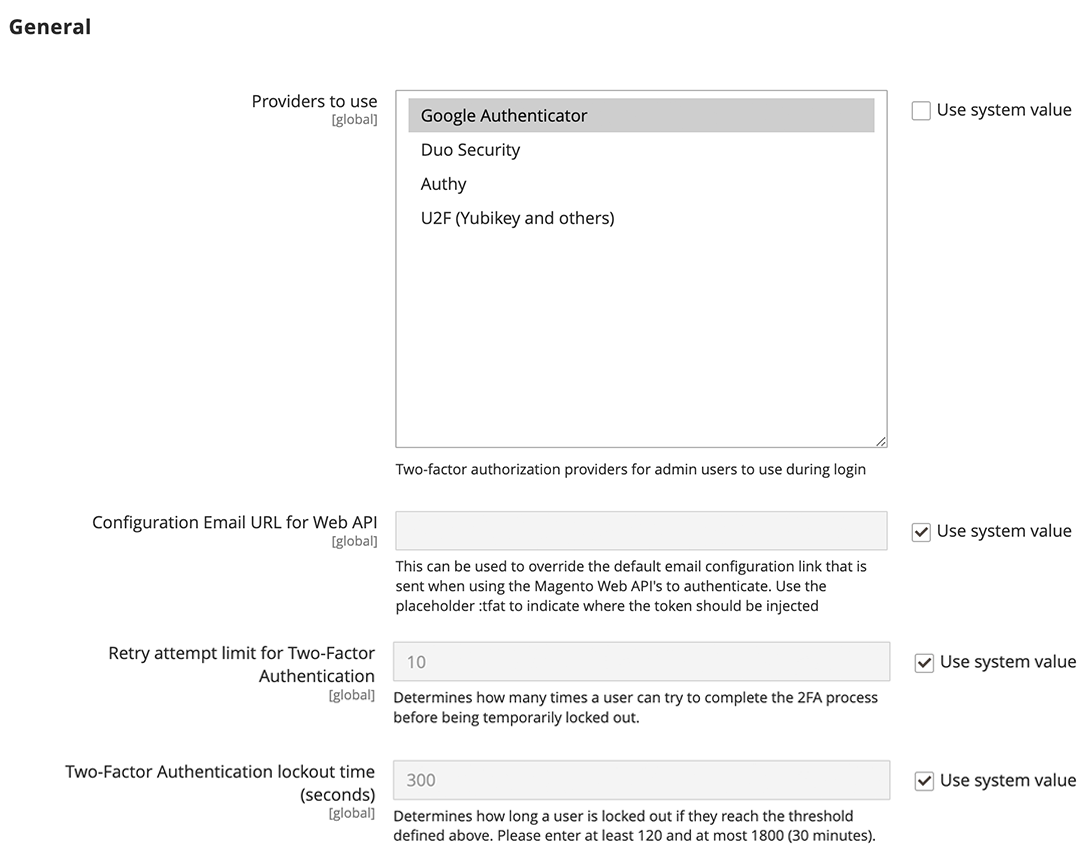 General
Providers to use
[global]
Google Authenticator
Duo Security
Authy
U2F (Yubikey and others)
Use system value
Two-factor authorization providers for admin users to use during login
Configuration Email URL for Web API
[global]
Use system value
This can be used to override the default email configuration link that is
sent when using the Magento Web API's to authenticate. Use the
placeholder :tfat to indicate where the token should be injected
Retry attempt limit for Two-Factor
Authentication
[global]
10
Use system value
Determines how many times a user can try to complete the 2FA process
before being temporarily locked out.
Two-Factor Authentication lockout time
(seconds)
[global]
300
Use system value
Determines how long a user is locked out if they reach the threshold
defined above. Please enter at least 120 and at most 1800 (30 minutes).